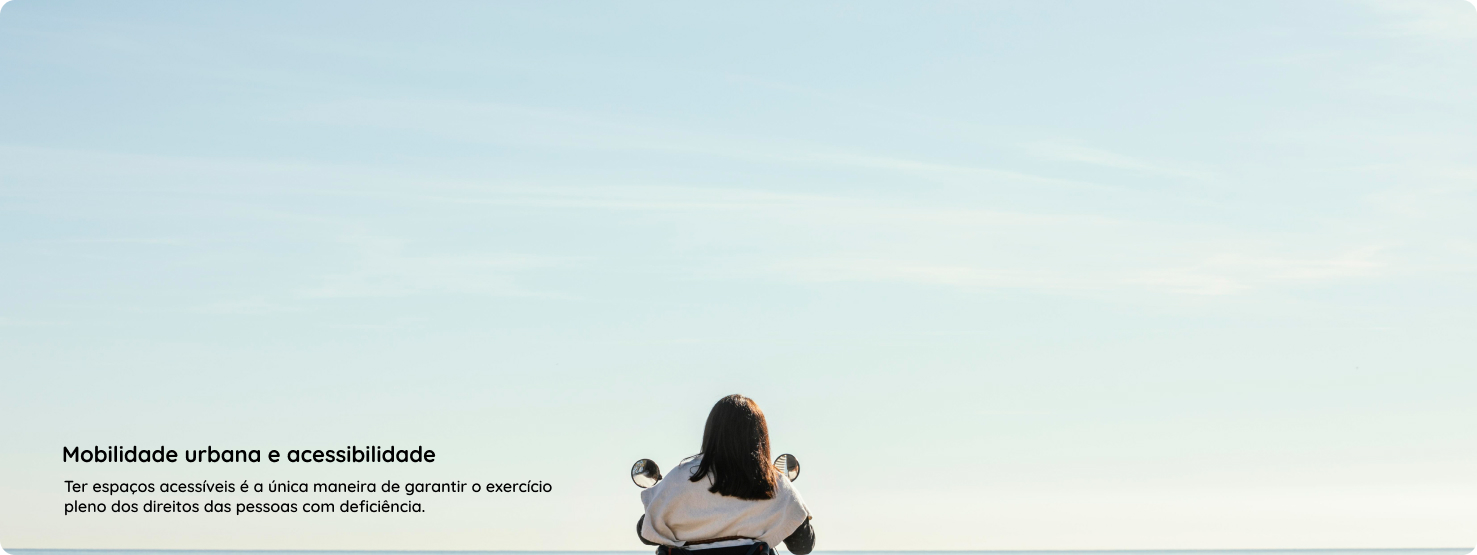 Mobilidade urbana e acessibilidade
Ter espaços acessíveis é a única maneira de garantir o exercício
pleno dos direitos das pessoas com deficiência.